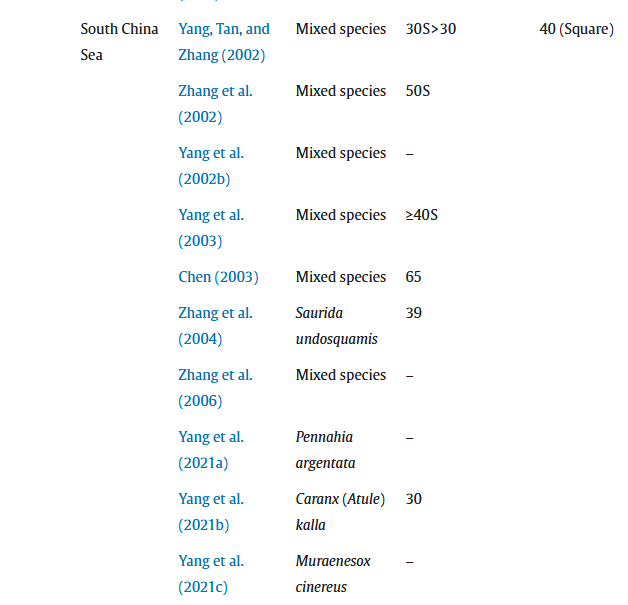 South China Yang, Tan, and Mixed species 30S>30 40 (Square)
Sea Zhang (2002)
Zhang et al. Mixed species 50S
(2002)
Yang et al. Mixed species –
(2002b)
Yang et al. Mixed species ≥40S
(2003)
Chen (2003) Mixed species 65
Zhang et al. Saurida 39
(2004) undosquamis
Zhang et al. Mixed species –
(2006)
Yang et al. Pennahia –
(2021a) argentata
Yang et al. Caranx (Atule) 30
(2021b) kalla
Yang et al. Muraenesox –
(2021c) cinereus